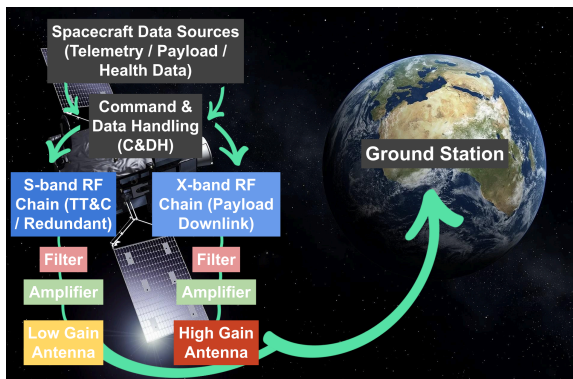 Spacecraft Data Sources
(Telemetry / Payload /
Health Data)
Command &
Data Handling
(C&DH)
Ground Station
S-band RF
Chain (TT&C
/ Redundant)
X-band RF
Chain (Payload
Downlink)
Filter
Filter
Amplifier
Amplifier
Low Gain
Antenna
High Gain
Antenna